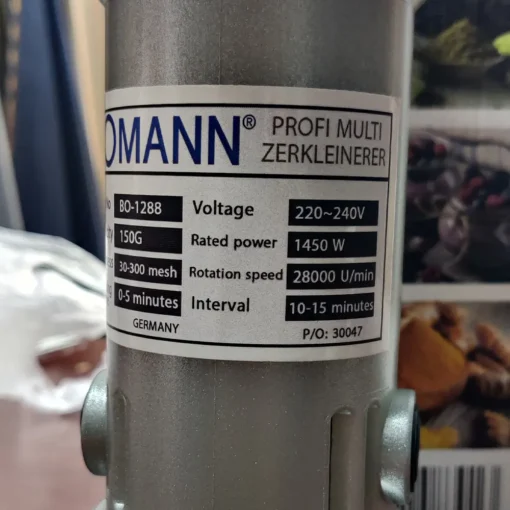 OMANN® PROFI MULTI
ZERKLEINERER
BO-1288 Voltage 220~240V
150G Rated power 1450 W
30-300 mesh Rotation speed 28000 U/min
0-5 minutes Interval 10-15 minutes
GERMANY P/O: 30047